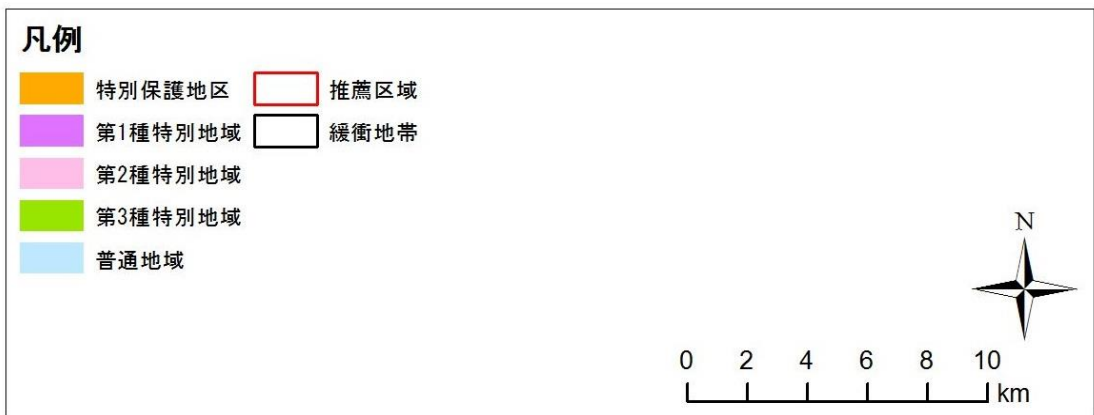 凡例
特別保護地区 推薦区域
第1種特別地域 緩衝地帯
第2種特別地域
第3種特別地域
普通地域
N
0 2 4 6 8 10
km